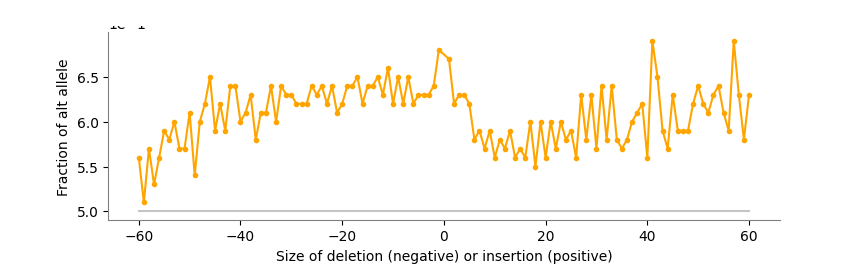 6.5
6.0
5.5
5.0
Fraction of alt allele
−60 −40 −20 0 20 40 60
Size of deletion (negative) or insertion (positive)